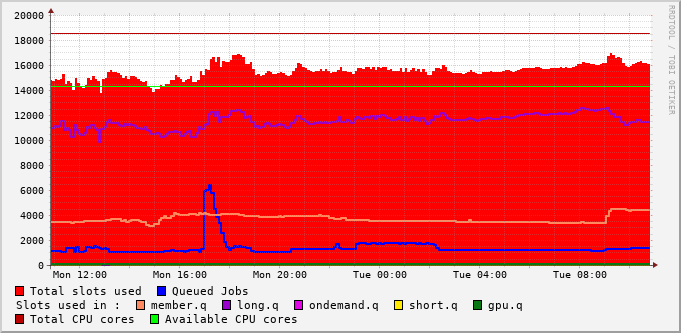 20000
18000
16000
14000
12000
10000
8000
6000
4000
2000
0
Mon 12:00 Mon 16:00 Mon 20:00 Tue 00:00 Tue 04:00 Tue 08:00
RRDTOOL / TOBI OETIKER
Total slots used Queued Jobs
Slots used in : member.q long.q ondemand.q short.q gpu.q
Total CPU cores Available CPU cores